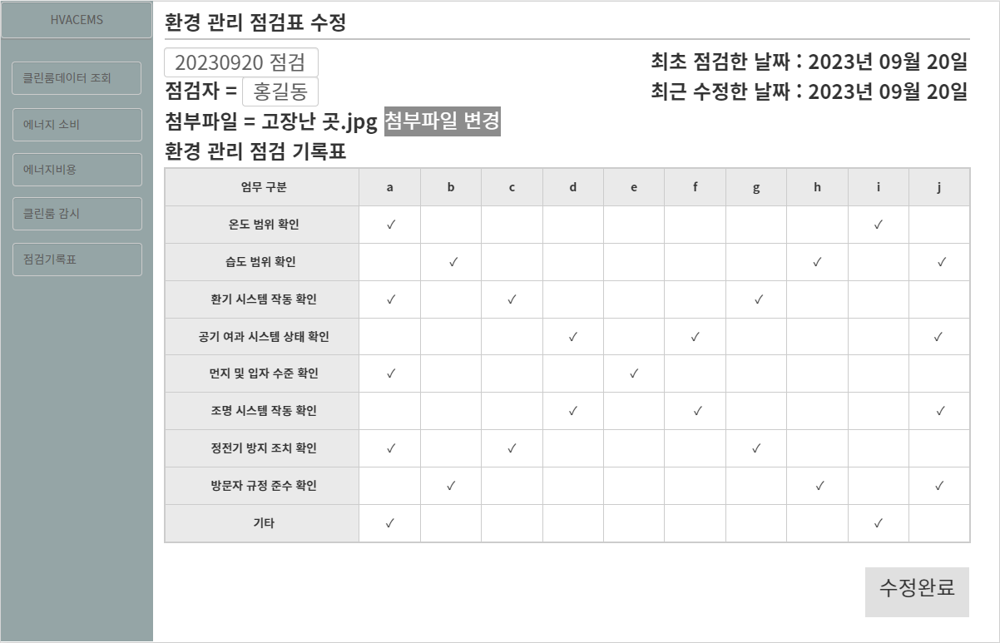 HVACEMS
클린룸데이터 조회
에너지 소비
에너지비용
클린룸 감시
점검기록표
환경 관리 점검표 수정
20230920 점검
최초 점검한 날짜 : 2023년 09월 20일
점검자 = 홍길동
최근 수정한 날짜 : 2023년 09월 20일
첨부파일 = 고장난 곳.jpg 첨부파일 변경
환경 관리 점검 기록표
업무 구분 a b c d e f g h i j
온도 범위 확인 ✓ ✓
습도 범위 확인 ✓ ✓ ✓
환기 시스템 작동 확인 ✓ ✓ ✓
공기 여과 시스템 상태 확인 ✓ ✓ ✓
먼지 및 입자 수준 확인 ✓ ✓
조명 시스템 작동 확인 ✓ ✓ ✓
정전기 방지 조치 확인 ✓ ✓ ✓
방문자 규정 준수 확인 ✓ ✓ ✓
기타 ✓ ✓
수정완료